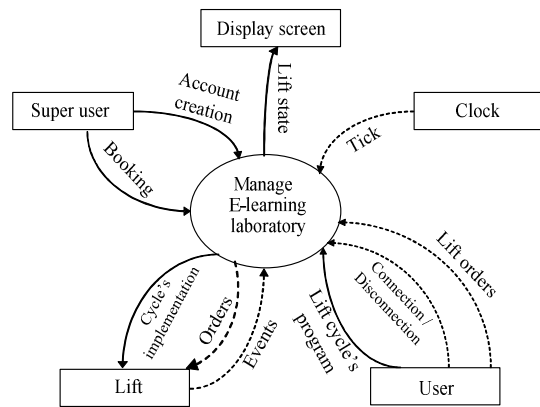 Display screen
Lift state
Account
creation
Super user
Clock
Tick
Booking
Manage
E-learning
laboratory
Lift orders
Connection /
Disconnection
Lift cycle's
program
Cycle's
implementation
Orders
Events
Lift
User